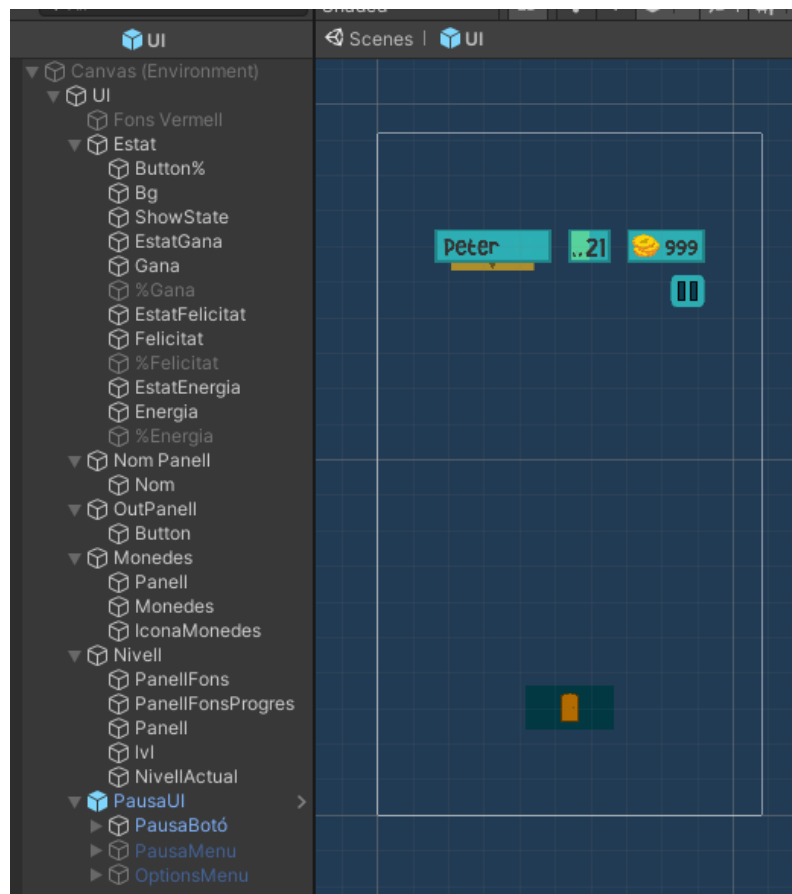 UI
Scenes | UI
Canvas (Environment)
UI
Fons Vermell
Estat
Button%
Bg
ShowState
EstatGana
Gana
%Gana
EstatFelicitat
Felicitat
%Felicitat
EstatEnergia
Energia
%Energia
Nom Panell
Nom
OutPanell
Button
Monedes
Panell
Monedes
IconaMonedes
Nivell
PanellFons
PanellFonsProgres
Panell
lvl
NivellActual
PausaUI
PausaBotó
PausaMenu
OptionsMenu
Peter
..21
999